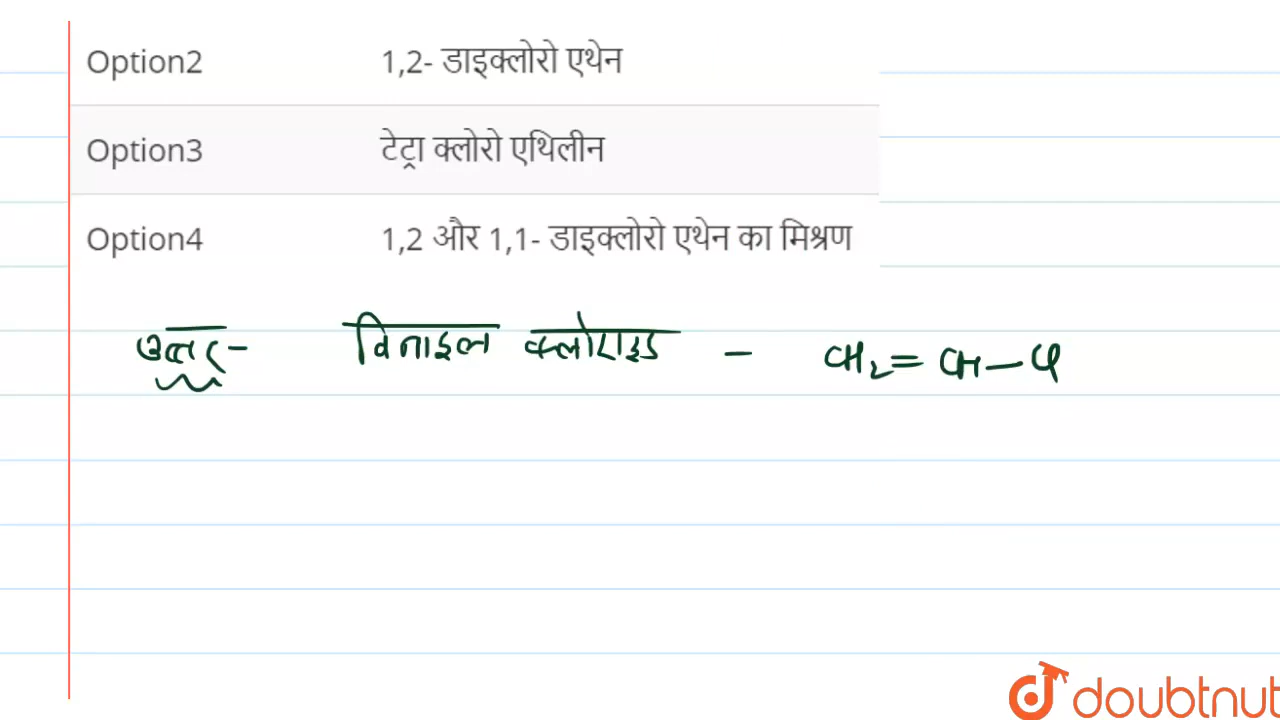 Option2 1,2- डाइक्लोरो एथेन
Option3 टेट्रा क्लोरो एथिलीन
Option4 1,2 और 1,1- डाइक्लोरो एथेन का मिश्रण
उत्तर- विनाइल क्लोराइड - CH₂=CH-Cl
doubtnut